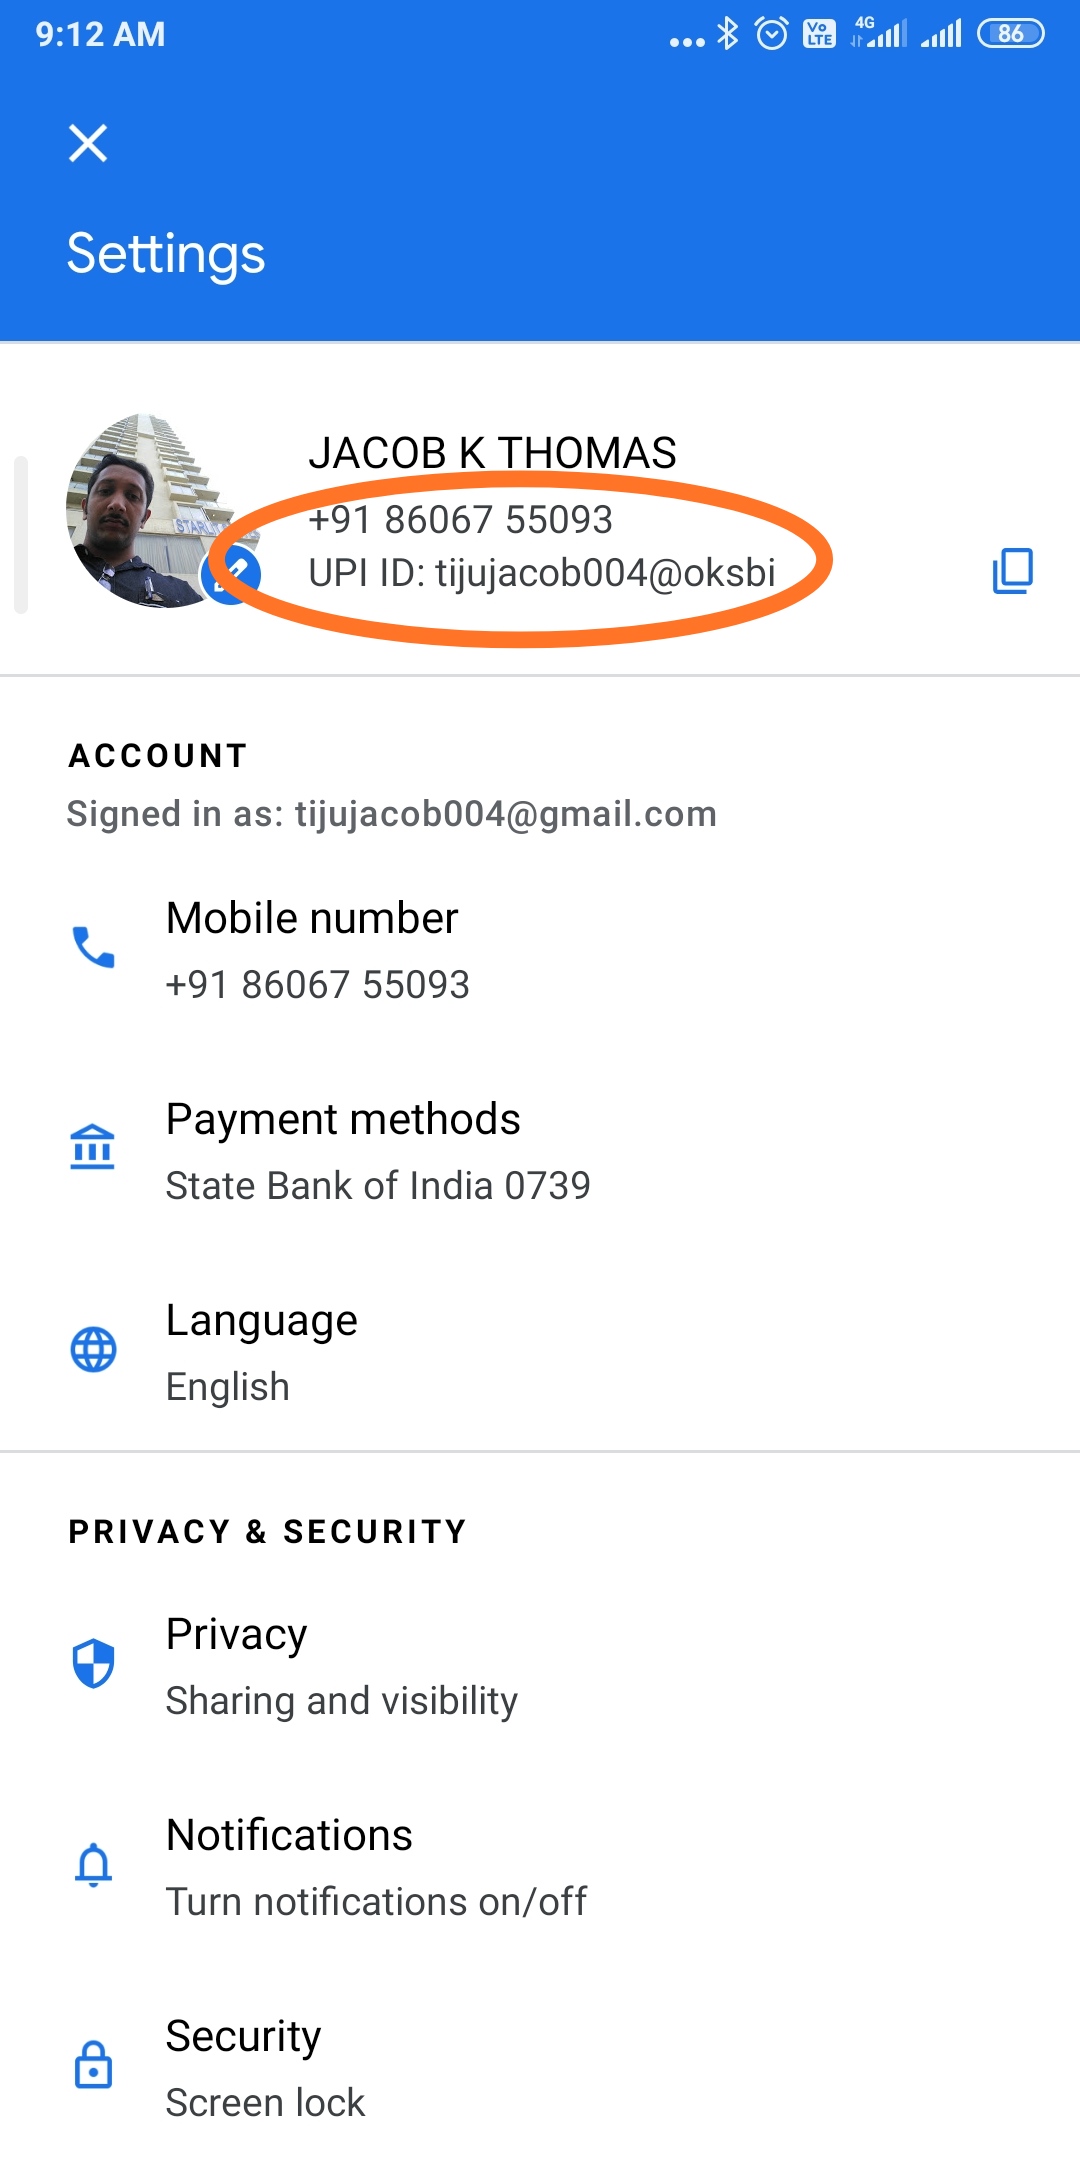 9:12 AM
Vo LTE
4G
86
Settings
JACOB K THOMAS
+91 86067 55093
UPI ID: tijujacob004@oksbi
ACCOUNT
Signed in as: tijujacob004@gmail.com
Mobile number
+91 86067 55093
Payment methods
State Bank of India 0739
Language
English
PRIVACY & SECURITY
Privacy
Sharing and visibility
Notifications
Turn notifications on/off
Security
Screen lock